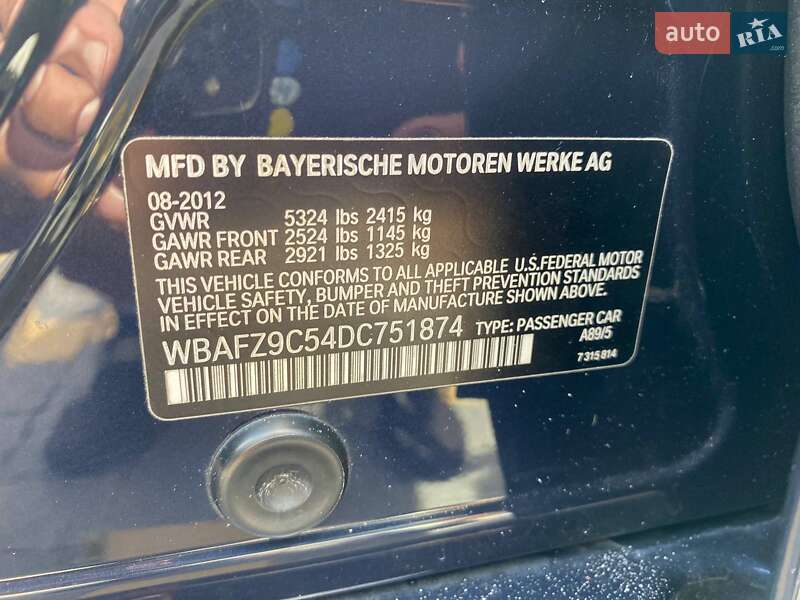 auto RIA .com
MFD BY BAYERISCHE MOTOREN WERKE AG
08-2012
GVWR 5324 lbs 2415 kg
GAWR FRONT 2524 lbs 1145 kg
GAWR REAR 2921 lbs 1325 kg
THIS VEHICLE CONFORMS TO ALL APPLICABLE U.S.FEDERAL MOTOR
VEHICLE SAFETY, BUMPER AND THEFT PREVENTION STANDARDS
IN EFFECT ON THE DATE OF MANUFACTURE SHOWN ABOVE.
WBAFZ9C54DC751874 TYPE: PASSENGER CAR
A89/5
7 315 814